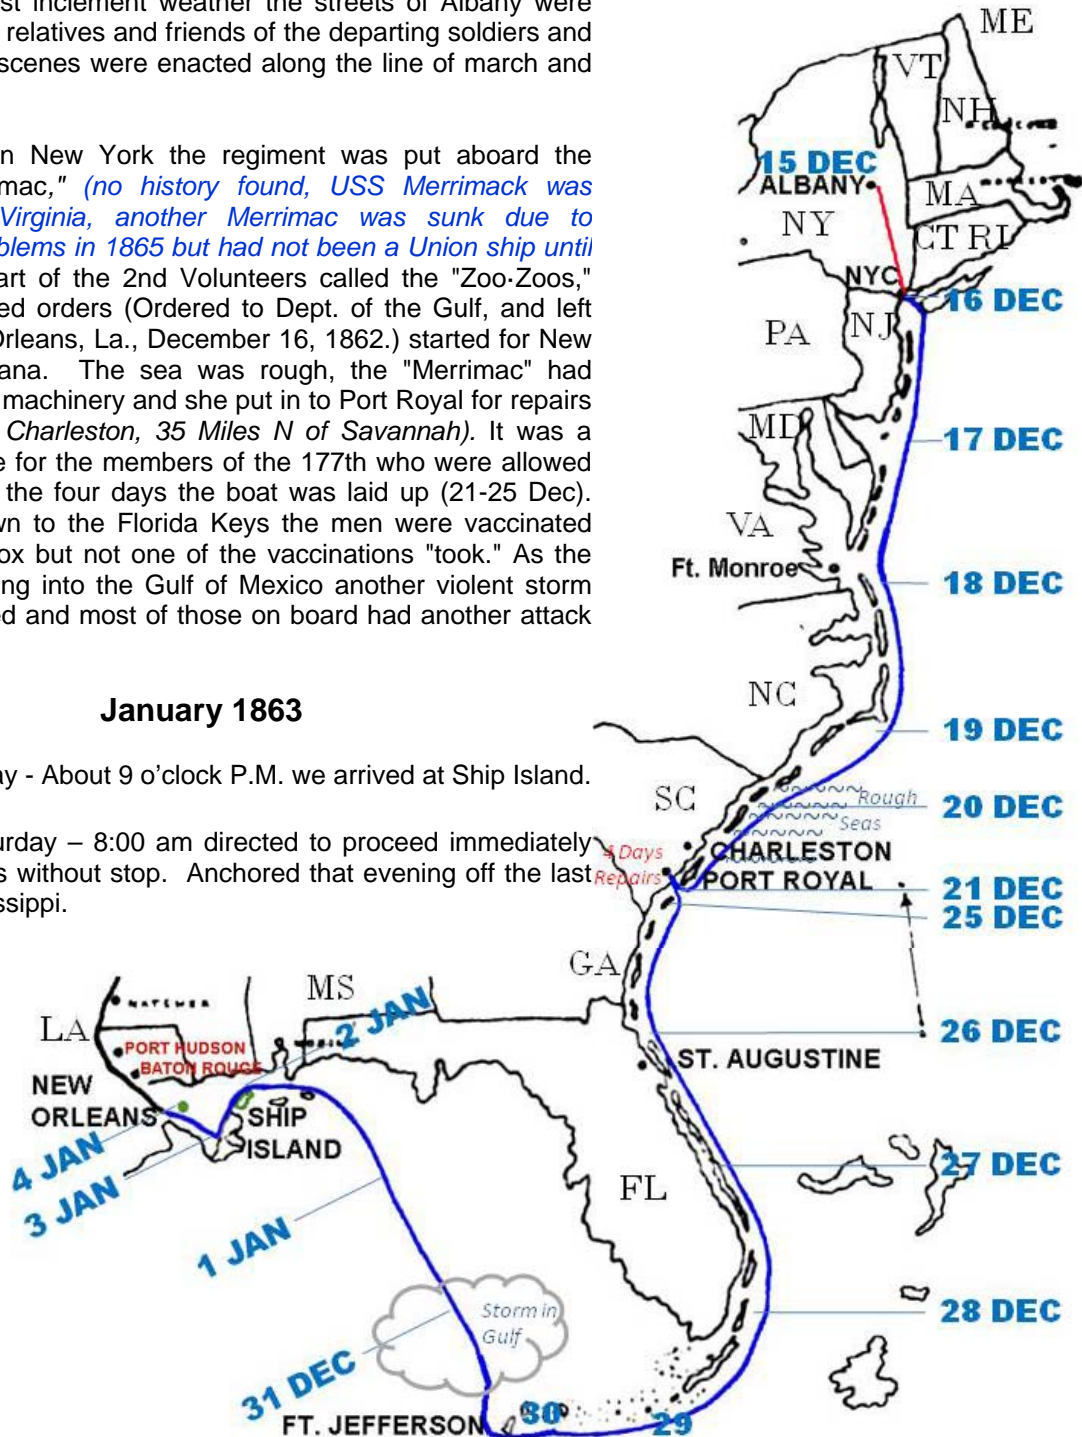 st inclement weather the streets of Albany were
relatives and friends of the departing soldiers and
scenes were enacted along the line of march and
n New York the regiment was put aboard the
imac," (no history found, USS Merrimack was
Virginia, another Merrimac was sunk due to
blems in 1865 but had not been a Union ship until
art of the 2nd Volunteers called the "Zoo·Zoos,"
ed orders (Ordered to Dept. of the Gulf, and left
Orleans, La., December 16, 1862.) started for New
ana. The sea was rough, the "Merrimac" had
machinery and she put in to Port Royal for repairs
Charleston, 35 Miles N of Savannah). It was a
e for the members of the 177th who were allowed
the four days the boat was laid up (21-25 Dec).
wn to the Florida Keys the men were vaccinated
ox but not one of the vaccinations "took." As the
ing into the Gulf of Mexico another violent storm
ed and most of those on board had another attack
January 1863
ay - About 9 o'clock P.M. we arrived at Ship Island.
urday – 8:00 am directed to proceed immediately
s without stop. Anchored that evening off the last
ssippi.
ME
VT
NH
15 DEC
ALBANY
MA
NY
CT RI
NYC
16 DEC
NJ
PA
MD
17 DEC
VA
Ft. Monroe
18 DEC
NC
19 DEC
SC
Rough
Seas
20 DEC
4 Days
Repairs
CHARLESTON
PORT ROYAL
21 DEC
25 DEC
GA
26 DEC
ST. AUGUSTINE
MS
2 JAN
NATCHEZ
LA
PORT HUDSON
BATON ROUGE
NEW
ORLEANS
SHIP
ISLAND
4 JAN
3 JAN
27 DEC
FL
1 JAN
28 DEC
Storm in
Gulf
31 DEC
FT. JEFFERSON
30
29